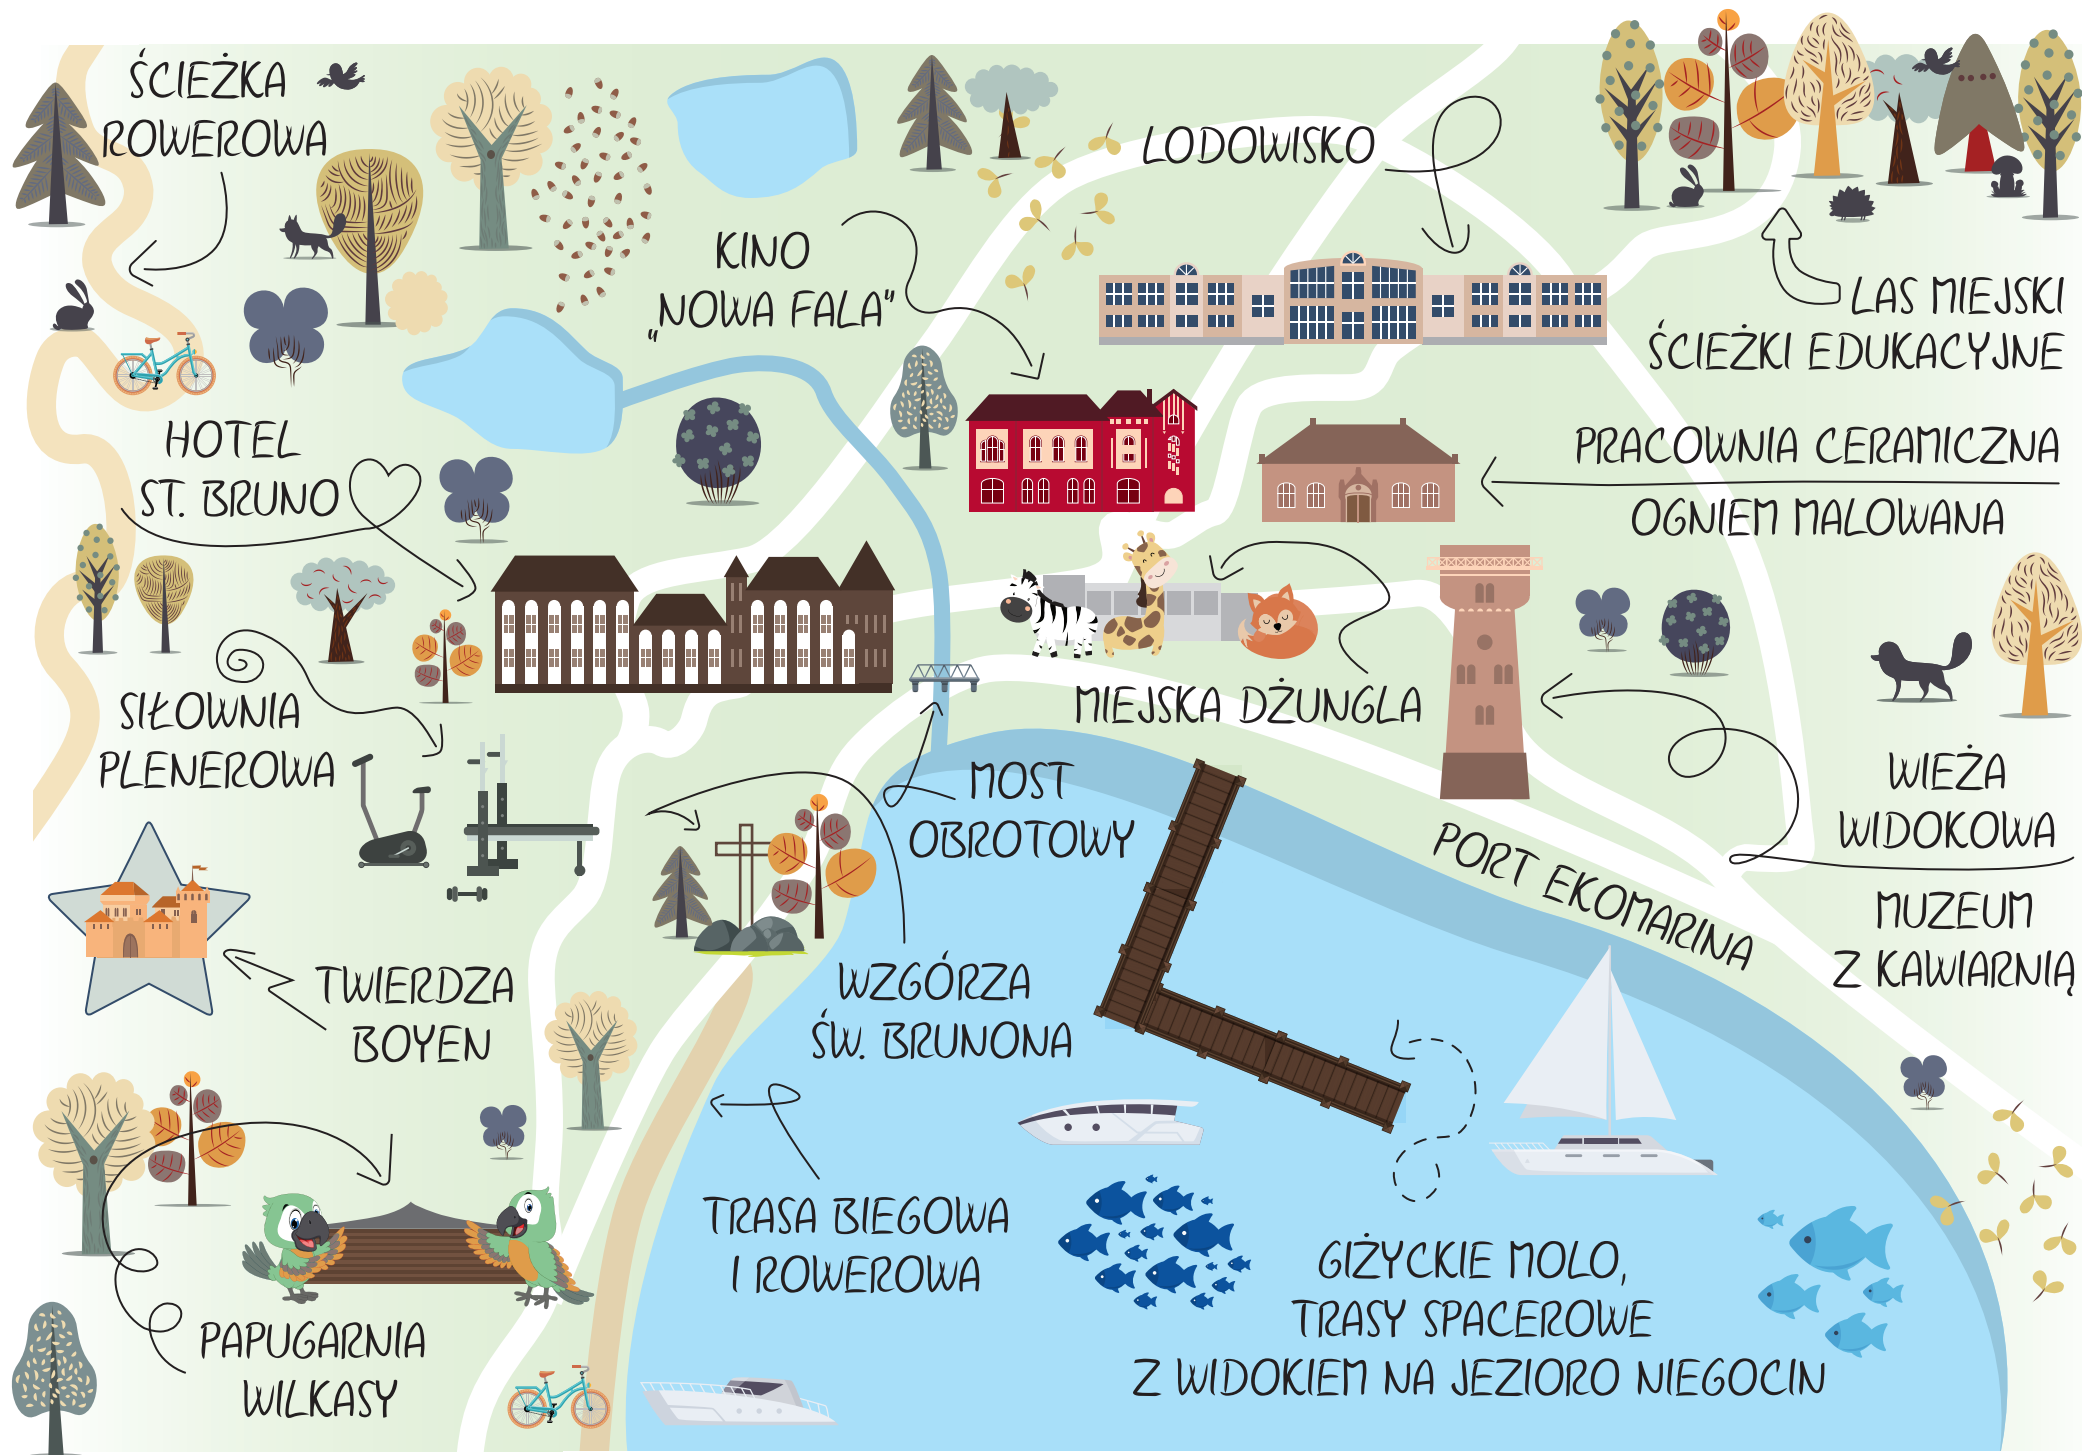 ŚCIEŻKA
ROWEROWA
LODOWISKO
KINO
„NOWA FALA"
LAS MIEJSKI
ŚCIEŻKI EDUKACYJNE
HOTEL
ST. BRUNO
PRACOWNIA CERAMICZNA
OGNIEM MALOWANA
SIŁOWNIA
PLENEROWA
MIEJSKA DŻUNGLA
MOST
OBROTOWY
WIEŻA
WIDOKOWA
MUZEUM
Z KAWIARNIĄ
PORT EKOMARINA
TWIERDZA
BOYEN
WZGÓRZA
ŚW. BRUNONA
TRASA BIEGOWA
I ROWEROWA
GIŻYCKIE MOLO,
TRASY SPACEROWE
Z WIDOKIEM NA JEZIORO NIEGOCIN
PAPUGARNIA
WILKASY